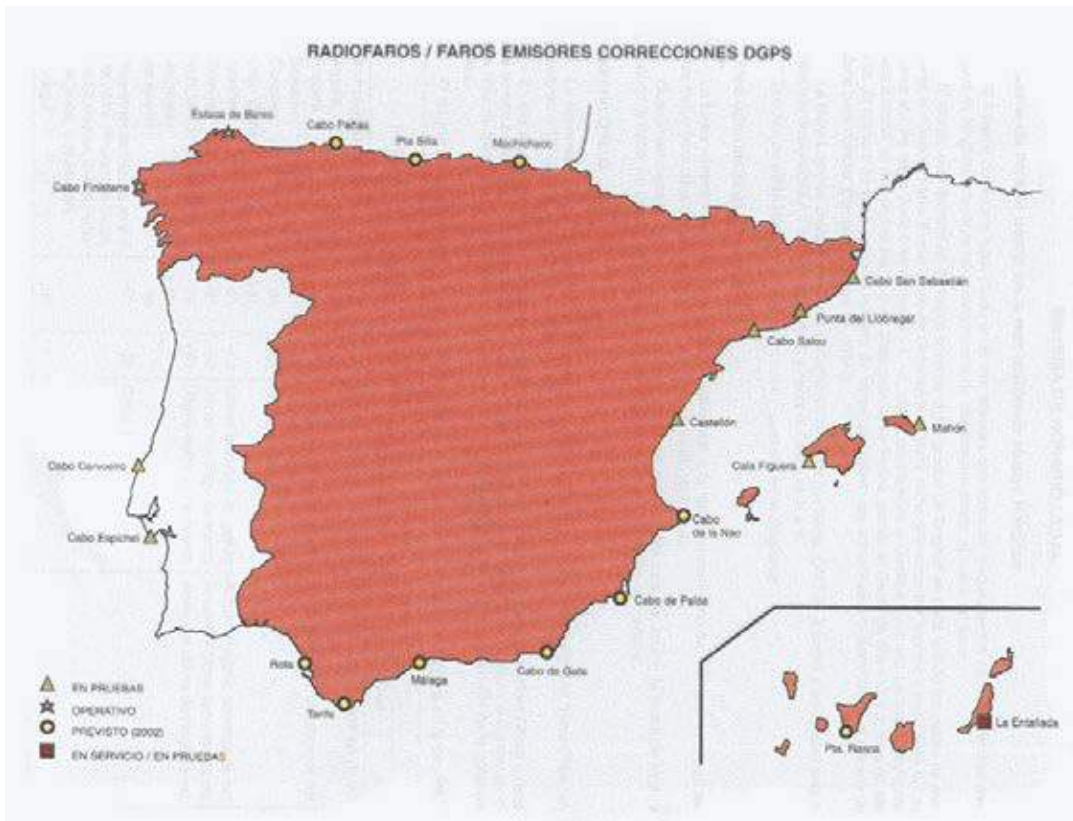 RADIOFAROS / FAROS EMISORES CORRECCIONES DGPS
Estaca de Bares
Cabo Peñas
Pta Silla
Machichaco
Cabo Finisterre
Cabo San Sebastián
Punta del Llobregat
Cabo Salou
Castellón
Mahón
Cala Figuera
Cabo Carvoeiro
Cabo Espichel
Cabo
de la Nao
Cabo de Palos
Cabo de Gata
Málaga
Rota
Tarifa
Pta. Rasca
La Entallada
EN PRUEBAS
OPERATIVO
PREVISTO (2002)
EN SERVICIO / EN PRUEBAS